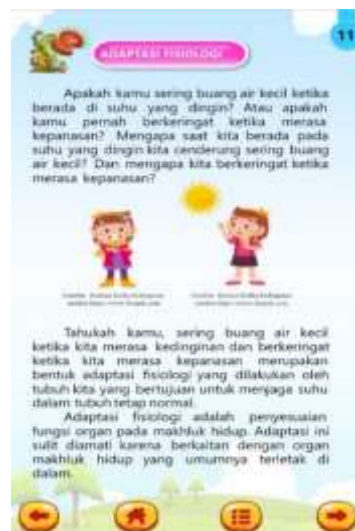 11
ADAPTASI FISIOLOGI
Apakah kamu sering buang air kecil ketika
berada di suhu yang dingin? Atau apakah
kamu pernah berkeringat ketika merasa
kepanasan? Mengapa saat kita berada pada
suhu yang dingin kita cenderung sering buang
air kecil? Dan mengapa kita berkeringat ketika
merasa kepanasan?
Tahukah kamu, sering buang air kecil
ketika kita merasa kedinginan dan berkeringat
ketika kita merasa kepanasan merupakan
bentuk adaptasi fisiologi yang dilakukan oleh
tubuh kita yang bertujuan untuk menjaga suhu
dalam tubuh tetap normal.
Adaptasi fisiologi adalah penyesuaian
fungsi organ pada makhluk hidup. Adaptasi ini
sulit diamati karena berkaitan dengan organ
makhluk hidup yang umumnya terletak di
dalam.